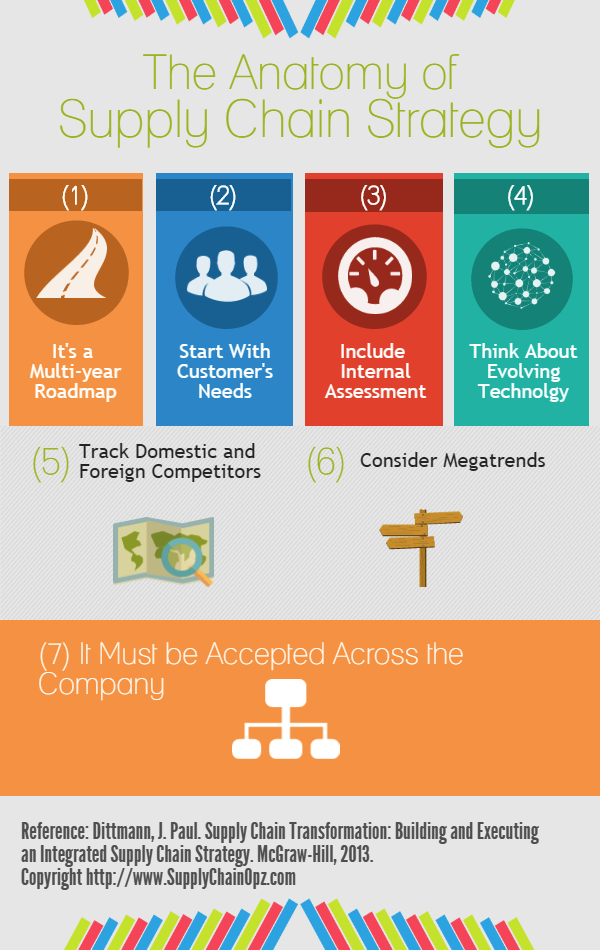 The Anatomy of
Supply Chain Strategy
(1)
It's a
Multi-year
Roadmap
(2)
Start With
Customer's
Needs
(3)
Include
Internal
Assessment
(4)
Think About
Evolving
Technolgy
(5) Track Domestic and
Foreign Competitors
(6) Consider Megatrends
(7) It Must be Accepted Across the
Company
Reference: Dittmann, J. Paul. Supply Chain Transformation: Building and Executing
an Integrated Supply Chain Strategy. McGraw-Hill, 2013.
Copyright http://www.SupplyChainOpz.com